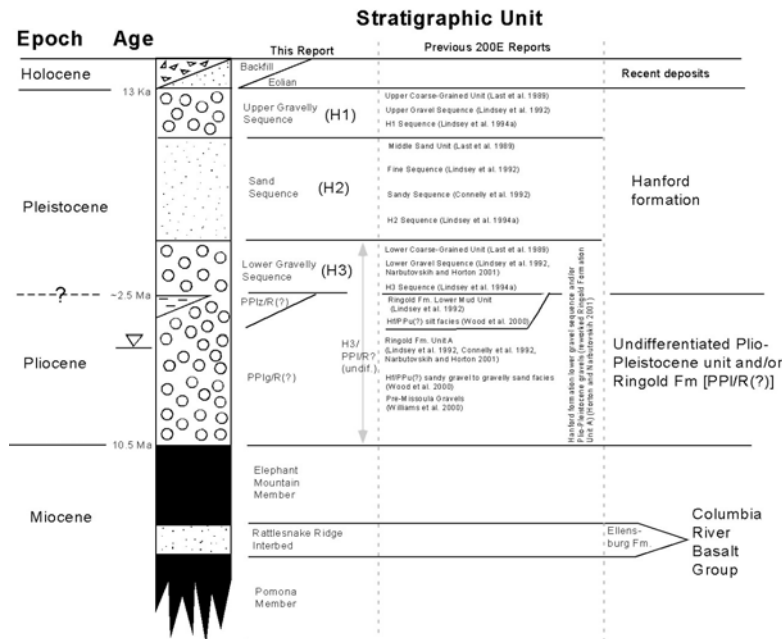 Stratigraphic Unit
Epoch Age
This Report
Previous 200E Reports
Holocene
Backfill
Eolian
Recent deposits
13 Ka
Upper Gravelly
Sequence
(H1)
Upper Coarse-Grained Unit (Last et al. 1989)
Upper Gravel Sequence (Lindsey et al. 1992)
H1 Sequence (Lindsey et al. 1994a)
Pleistocene
Sand
Sequence
(H2)
Middle Sand Unit (Last et al. 1989)
Fine Sequence (Lindsey et al. 1992)
Sandy Sequence (Connelly et al. 1992)
H2 Sequence (Lindsey et al. 1994a)
Hanford
formation
Lower Gravelly
Sequence
(H3)
Lower Coarse-Grained Unit (Last et al. 1989)
Lower Gravel Sequence (Lindsey et al. 1992,
Narbutovskih and Horton 2001)
H3 Sequence (Lindsey et al. 1994a)
?
~2.5 Ma
PPlz/R(?)
Ringold Fm. Lower Mud Unit
(Lindsey et al. 1992)
Hf/PPu(?) silt facies (Wood et al. 2000)
Pliocene
PPlg/R(?)
H3/
PPl/R?
(undif.)
Ringold Fm. Unit A
(Lindsey et al. 1992, Connelly et al. 1992,
Narbutovskih and Horton 2001)
Hf/PPu(?) sandy gravel to gravelly sand facies
(Wood et al. 2000)
Pre-Missoula Gravels
(Williams et al. 2000)
Hanford formation lower gravel sequence and/or
Plio-Pleistocene gravels (reworked Ringold Formation
Unit A) (Horton and Narbutovskih 2001)
Undifferentiated Plio-
Pleistocene unit and/or
Ringold Fm [PPl/R(?)]
10.5 Ma
Miocene
Elephant
Mountain
Member
Rattlesnake Ridge
Interbed
Ellens-
burg Fm.
Columbia
River
Basalt
Group
Pomona
Member